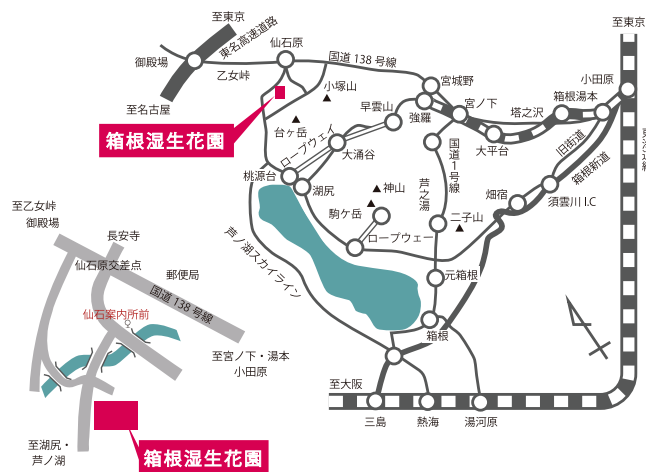 至東京
東名高速道路
仙石原
御殿場
乙女峠
国道 138 号線
至名古屋
至東京
小田原
宮城野
箱根湯本
小塚山
早雲山
強羅
宮ノ下
塔之沢
大平台
台ヶ岳
ロープウェイ
大涌谷
箱根湿生花園
旧街道
箱根新道
国道1号線
桃源台
湖尻
神山
芦之湯
畑宿
須雲川 I.C
駒ケ岳
二子山
ロープウェー
芦ノ湖スカイライン
元箱根
箱根
至大阪
三島
熱海
湯河原
至乙女峠
御殿場
長安寺
仙石原交差点
郵便局
国道 138 号線
仙石案内所前
至宮ノ下・湯本
小田原
至湖尻・
芦ノ湖
箱根湿生花園